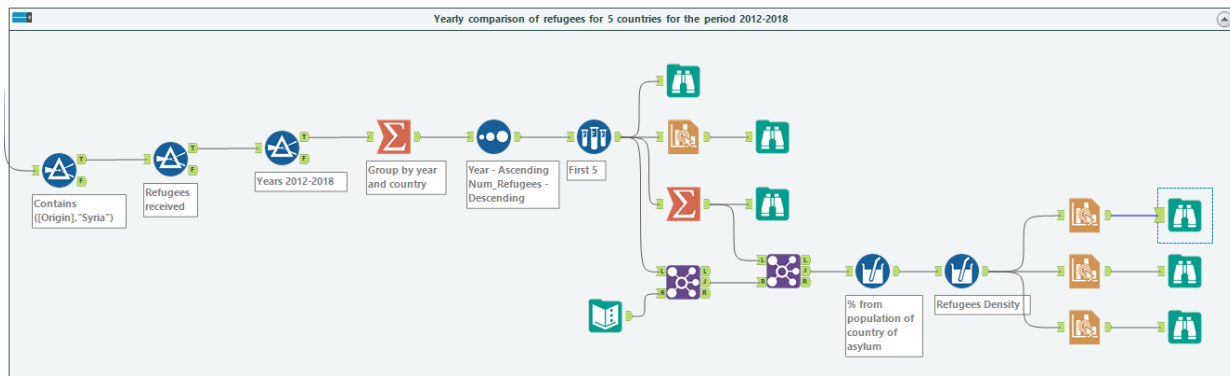 Yearly comparison of refugees for 5 countries for the period 2012-2018
Contains
([Origin],"Syria")
Refugees
received
Years 2012-2018
Group by year
and country
Year - Ascending
Num_Refugees -
Descending
First 5
% from
population of
country of
asylum
Refugees Density
T
F
T
F
T
F
L
R
L
J
R
L
R
L
J
R